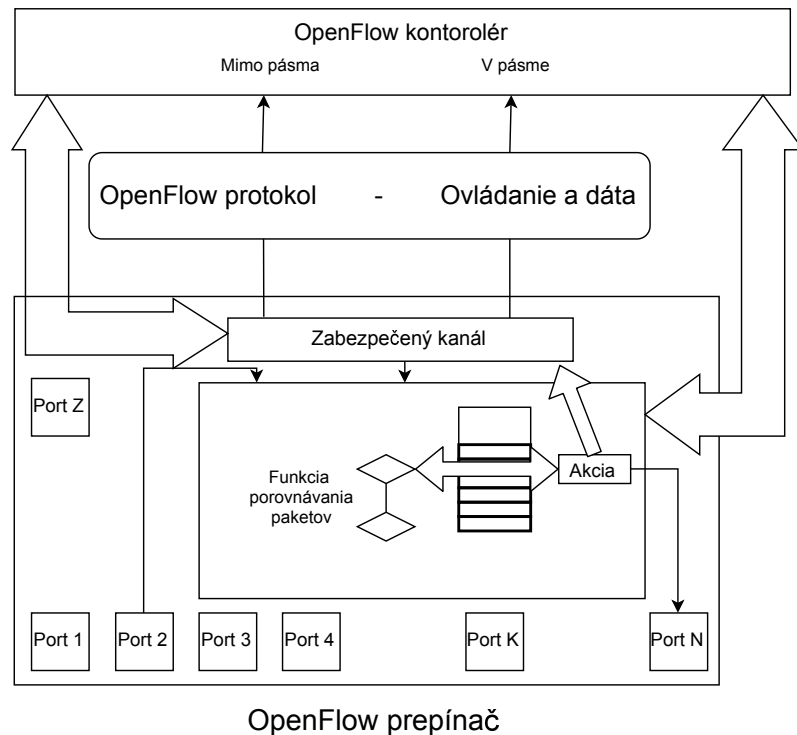 OpenFlow kontorolér
Mimo pásma V pásme
OpenFlow protokol - Ovládanie a dáta
Zabezpečený kanál
Port Z
Funkcia
porovnávania
paketov
Akcia
Port 1 Port 2 Port 3 Port 4 Port K Port N
OpenFlow prepínač